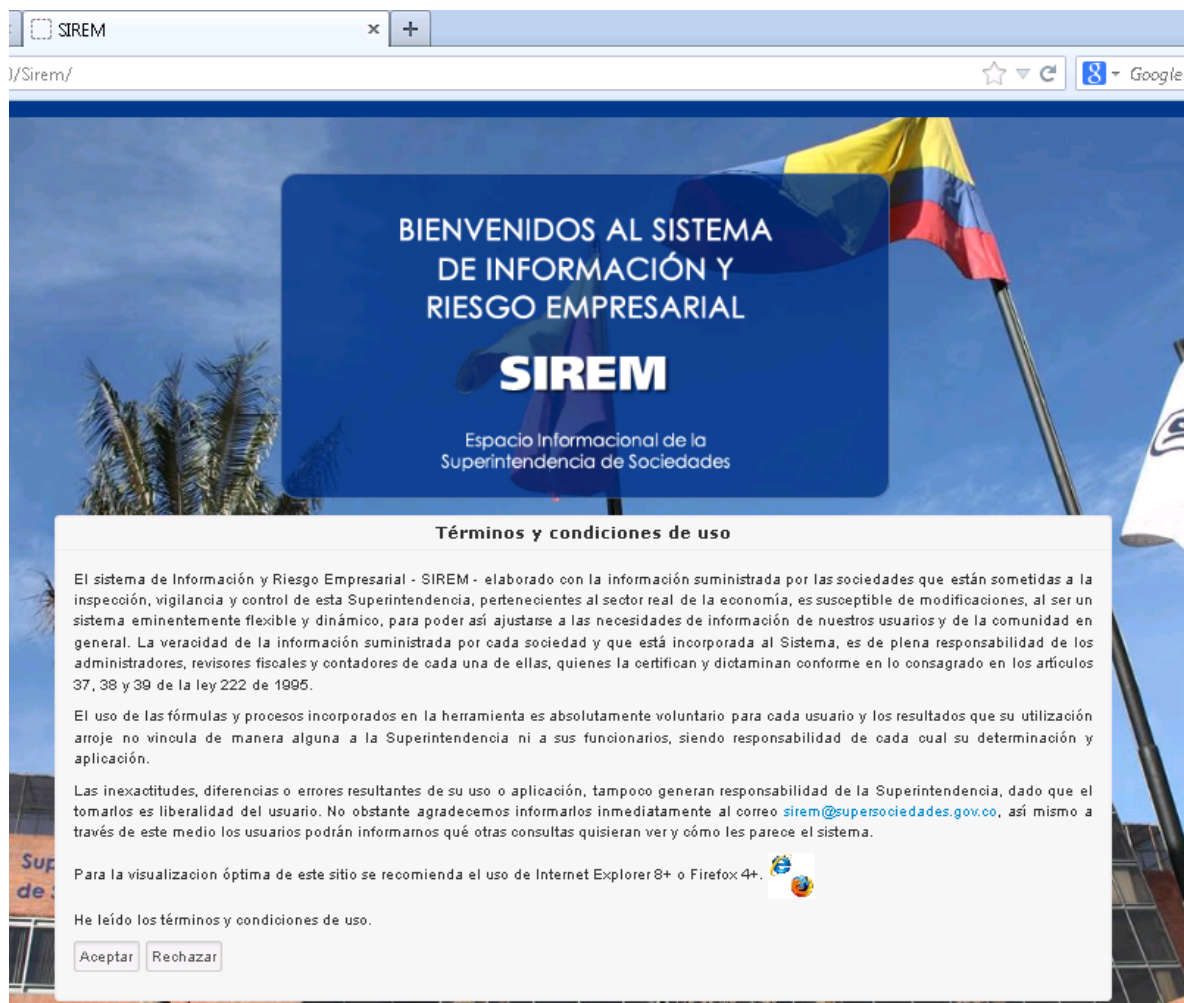 SIREM
)/Sirem/
Google
BIENVENIDOS AL SISTEMA
DE INFORMACIÓN Y
RIESGO EMPRESARIAL
SIREM
Espacio Informacional de la
Superintendencia de Sociedades
Términos y condiciones de uso
El sistema de Información y Riesgo Empresarial - SIREM - elaborado con la información suministrada por las sociedades que están sometidas a la
inspección, vigilancia y control de esta Superintendencia, pertenecientes al sector real de la economía, es susceptible de modificaciones, al ser un
sistema eminentemente flexible y dinámico, para poder así ajustarse a las necesidades de información de nuestros usuarios y de la comunidad en
general. La veracidad de la información suministrada por cada sociedad y que está incorporada al Sistema, es de plena responsabilidad de los
administradores, revisores fiscales y contadores de cada una de ellas, quienes la certifican y dictaminan conforme en lo consagrado en los artículos
37, 38 y 39 de la ley 222 de 1995.
El uso de las fórmulas y procesos incorporados en la herramienta es absolutamente voluntario para cada usuario y los resultados que su utilización
arroje no vincula de manera alguna a la Superintendencia ni a sus funcionarios, siendo responsabilidad de cada cual su determinación y
aplicación.
Las inexactitudes, diferencias o errores resultantes de su uso o aplicación, tampoco generan responsabilidad de la Superintendencia, dado que el
tomarlos es liberalidad del usuario. No obstante agradecemos informarlos inmediatamente al correo sirem@supersociedades.gov.co, así mismo a
través de este medio los usuarios podrán informarnos qué otras consultas quisieran ver y cómo les parece el sistema.
Sup
de
Para la visualizacion óptima de este sitio se recomienda el uso de Internet Explorer 8+ o Firefox 4+.
He leído los términos y condiciones de uso.
Aceptar Rechazar